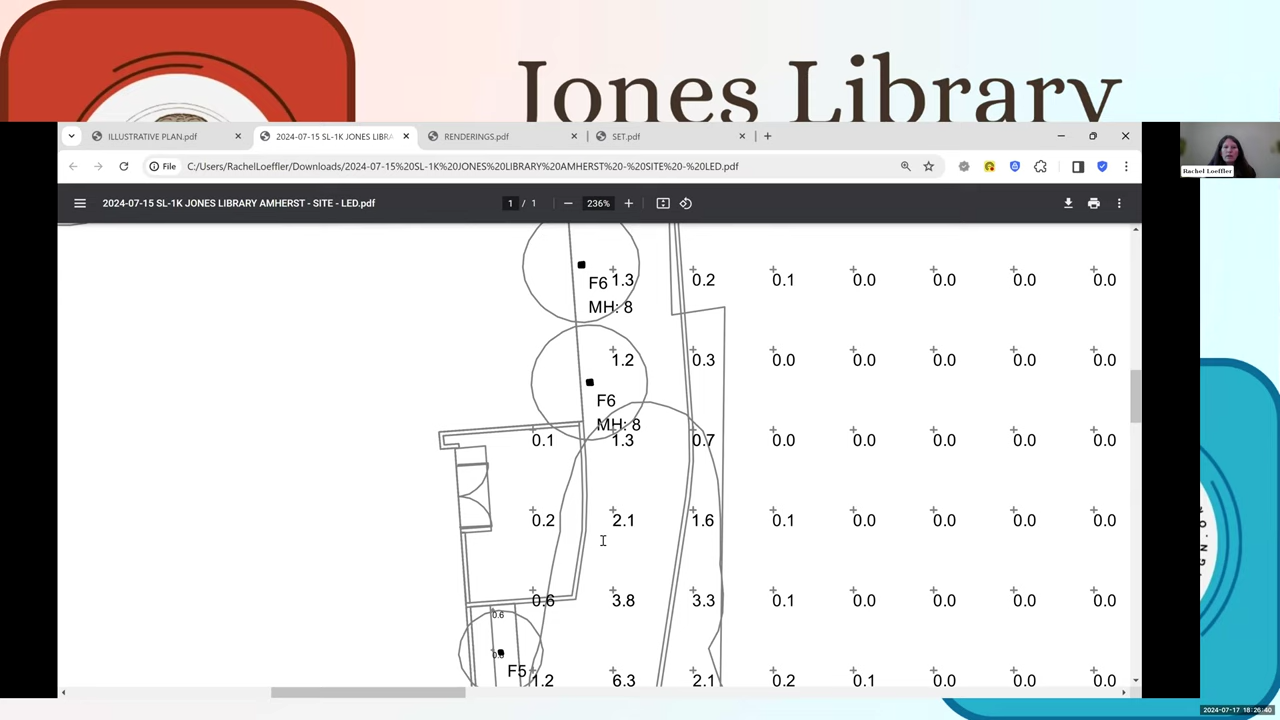 Jones Library
ILLUSTRATIVE PLAN.pdf
2024-07-15 SL-1K JONES LIBRA
RENDERINGS.pdf
SET.pdf
File
C:/Users/RachelLoeffler/Downloads/2024-07-15%20SL-1K%20JONES%20LIBRARY%20AMHERST%20-%20SITE%20-%20LED.pdf
Rachel Loeffler
2024-07-15 SL-1K JONES LIBRARY AMHERST - SITE - LED.pdf
1 / 1
236%
F6 1.3 0.2 0.1 0.0 0.0 0.0 0.0
MH: 8
1.2 0.3 0.0 0.0 0.0 0.0 0.0
F6
MH: 8
0.1 1.3 0.7 0.0 0.0 0.0 0.0 0.0
0.2 2.1 1.6 0.1 0.0 0.0 0.0 0.0
0.6 3.8 3.3 0.1 0.0 0.0 0.0 0.0
0.6
F5
1.2 6.3 2.1 0.2 0.1 0.0 0.0 0.0
2024-07-17 18:26:40